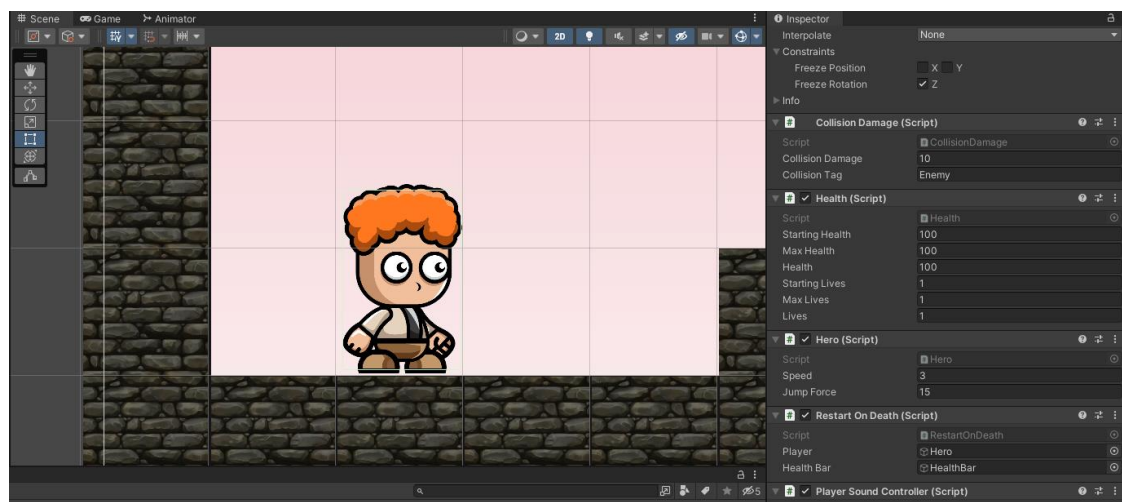 Scene Game Animator
2D
5
Inspector
Interpolate None
Constraints
Freeze Position X Y
Freeze Rotation Z
Info
# Collision Damage (Script)
Script CollisionDamage
Collision Damage 10
Collision Tag Enemy
# Health (Script)
Script Health
Starting Health 100
Max Health 100
Health 100
Starting Lives 1
Max Lives 1
Lives 1
# Hero (Script)
Script Hero
Speed 3
Jump Force 15
# Restart On Death (Script)
Script RestartOnDeath
Player Hero
Health Bar HealthBar
# Player Sound Controller (Script)